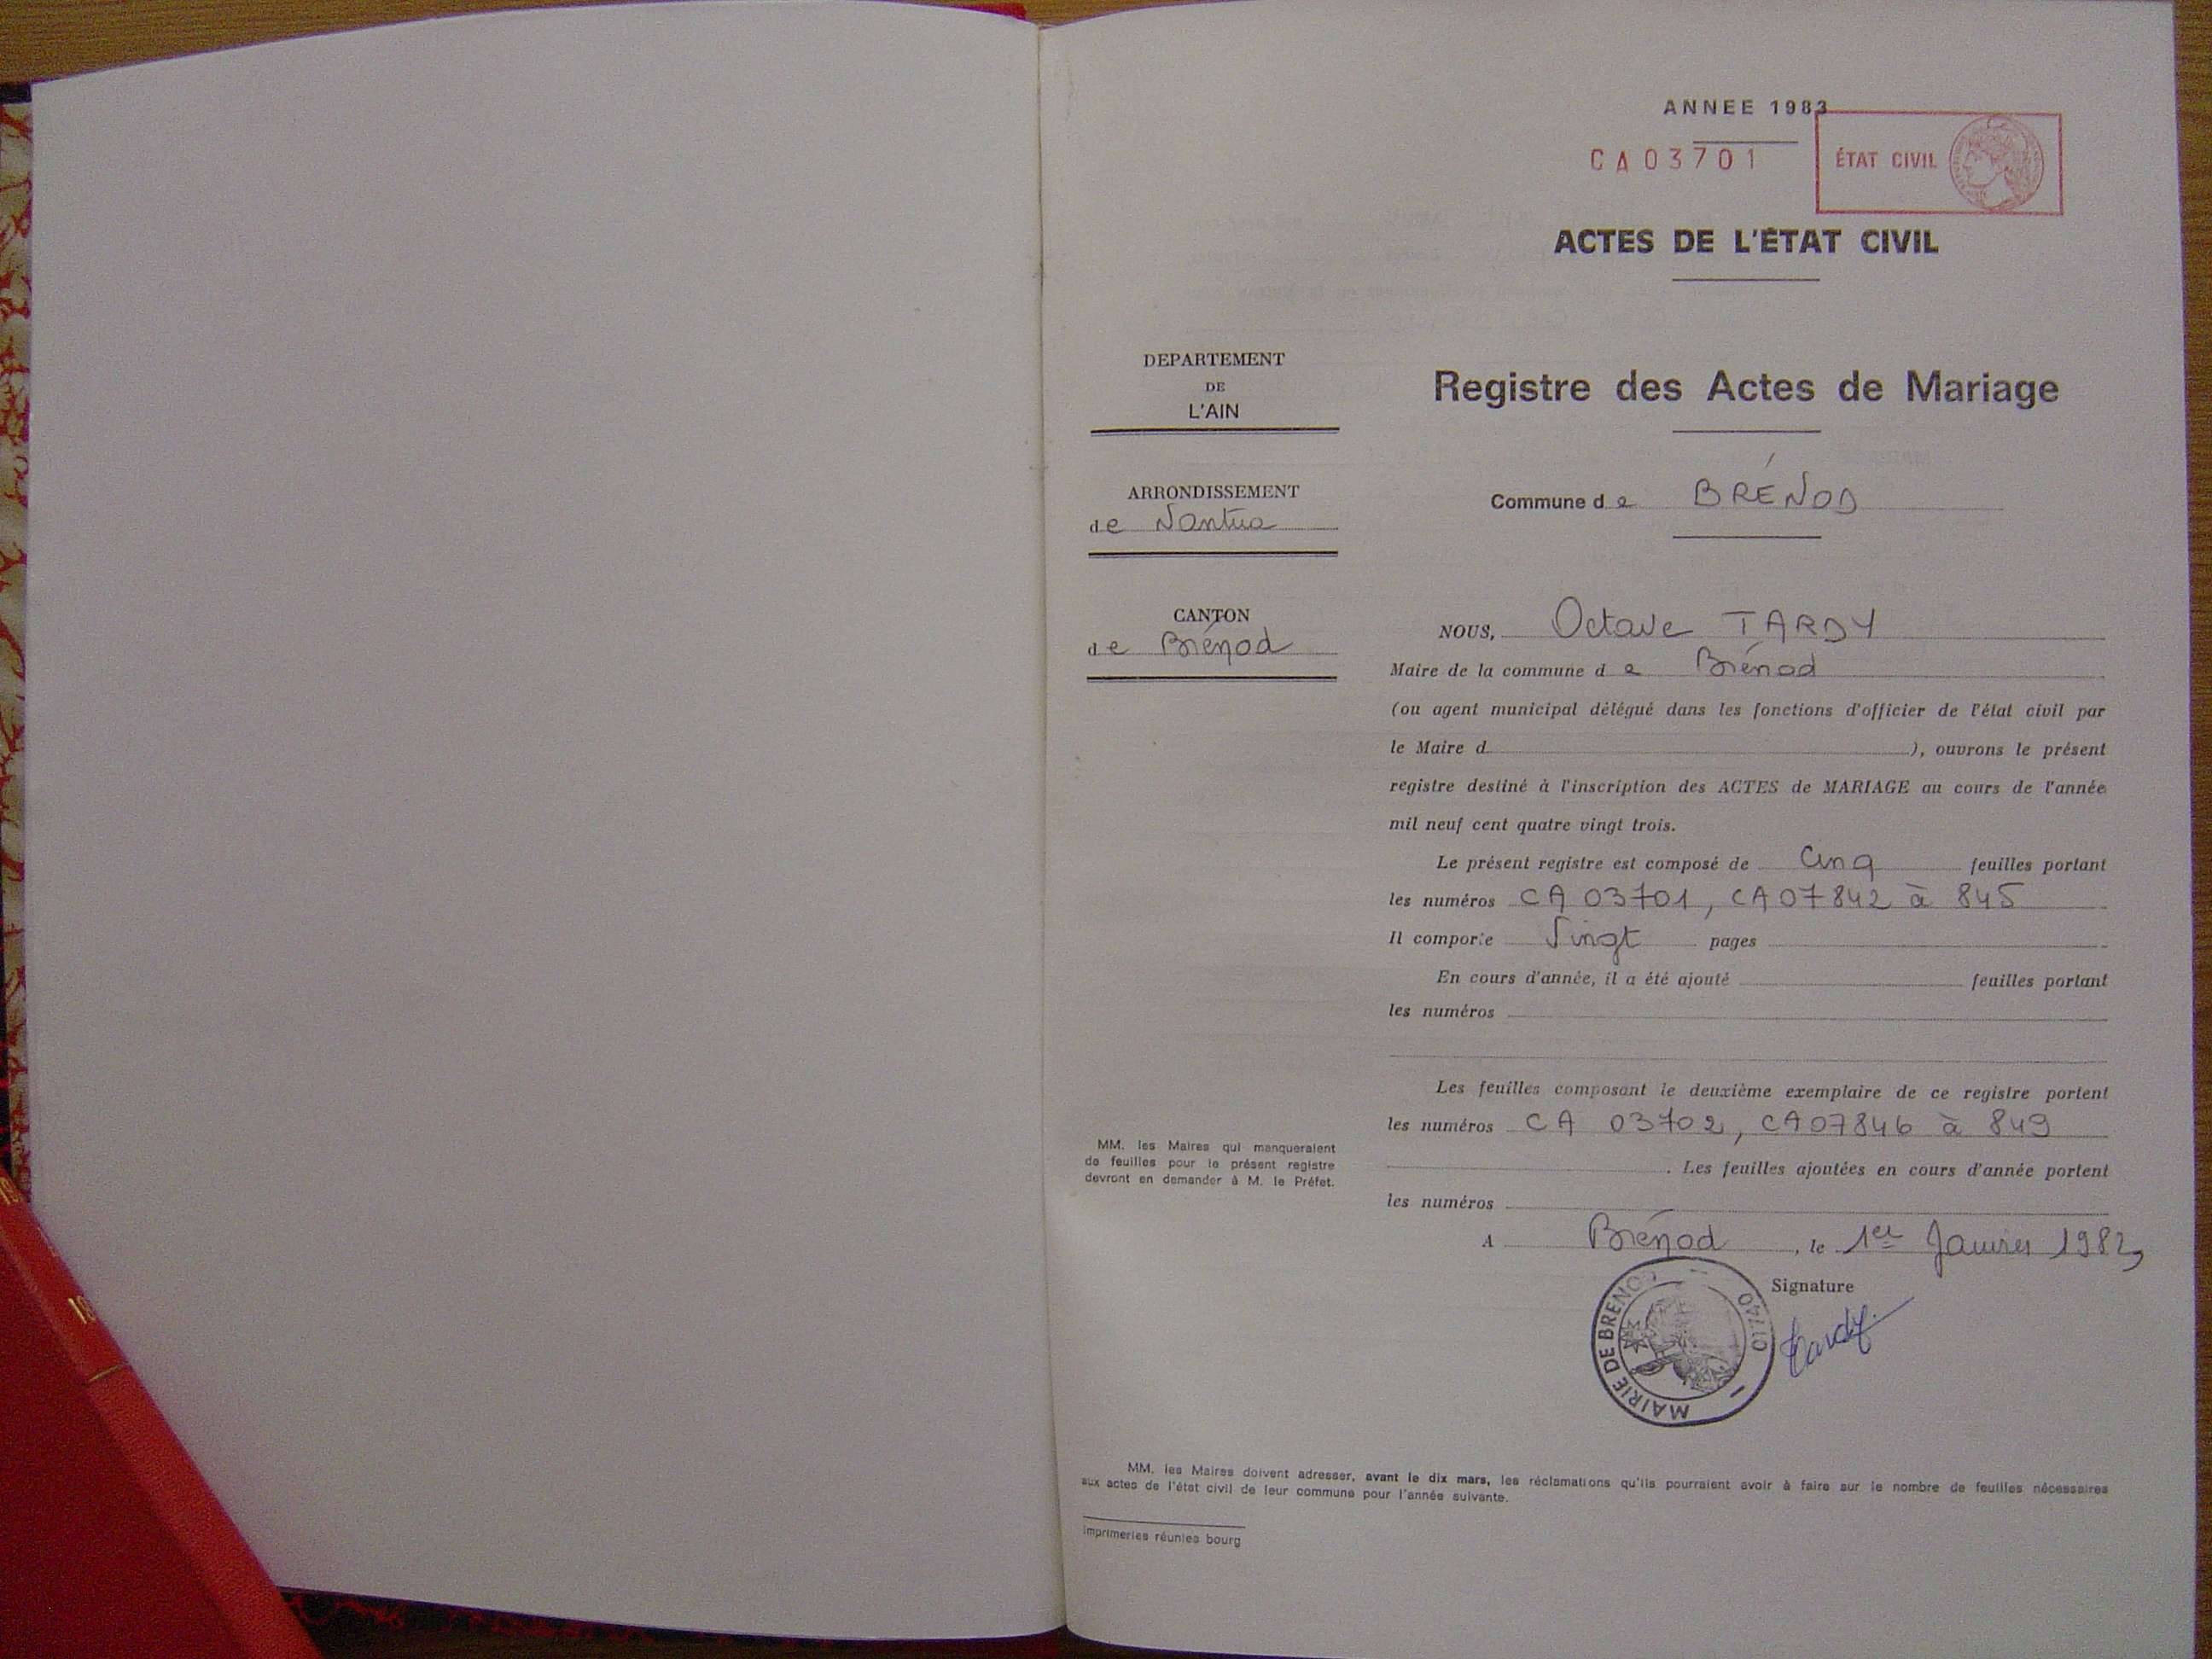 ANNEE 1983
CA03701
ÉTAT CIVIL
ACTES DE L'ÉTAT CIVIL
DEPARTEMENT
DE
L'AIN
Registre des Actes de Mariage
ARRONDISSEMENT
de Nantua
Commune de BRÉNOD
CANTON
de Brénod
NOUS, Octave TARDY
Maire de la commune de Brénod
(ou agent municipal délégué dans les fonctions d'officier de l'état civil par
le Maire d), ouvrons le présent
registre destiné à l'inscription des ACTES de MARIAGE au cours de l'année
mil neuf cent quatre vingt trois.
Le présent registre est composé de Cinq feuilles portant
les numéros CA 03701, CA07842 à 845
Il comporte Vingt pages
En cours d'année, il a été ajouté feuilles portant
les numéros
Les feuilles composant le deuxième exemplaire de ce registre portent
les numéros CA 03702, CA07846 à 849
. Les feuilles ajoutées en cours d'année portent
les numéros
MM. les Maires qui manqueraient
de feuilles pour le présent registre
devront en demander à M. le Préfet.
A Brénod, le 1er Janvier
Signature
Tardy
MAIRIE DE BRENOD
01740
MM. les Maires doivent adresser, avant le dix mars, les réclamations qu'ils pourraient avoir à faire sur le nombre de feuilles nécessaires
aux actes de l'état civil de leur commune pour l'année suivante.
imprimeries réunies bourg